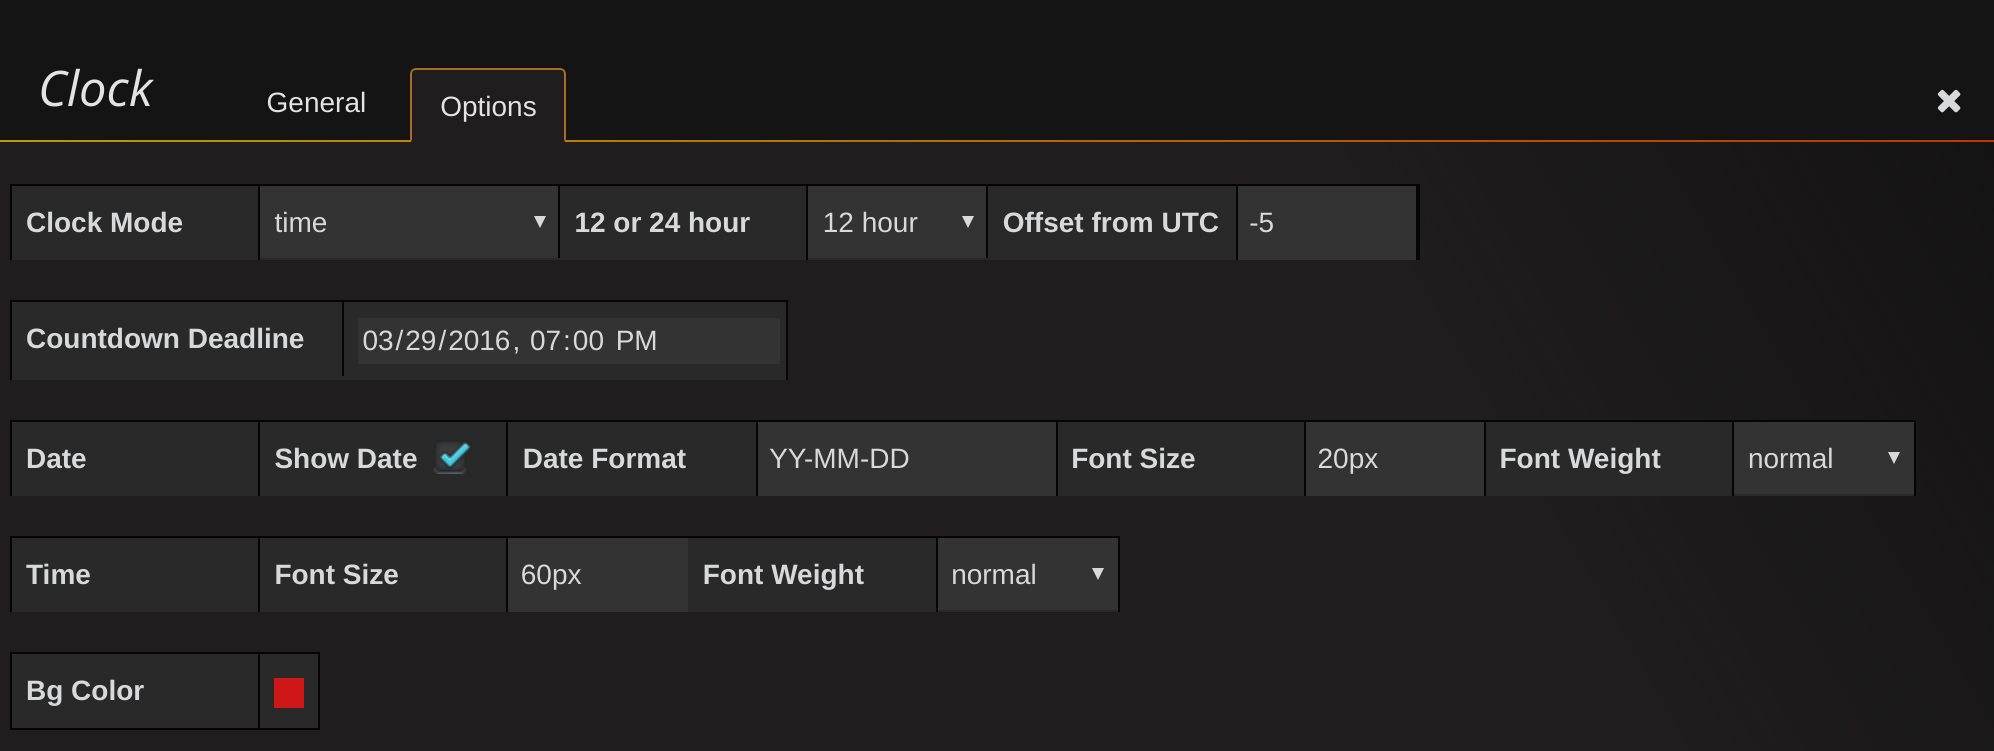 Clock General Options
Clock Mode time 12 or 24 hour 12 hour Offset from UTC -5
Countdown Deadline 03/29/2016, 07:00 PM
Date Show Date Date Format YY-MM-DD Font Size 20px Font Weight normal
Time Font Size 60px Font Weight normal
Bg Color